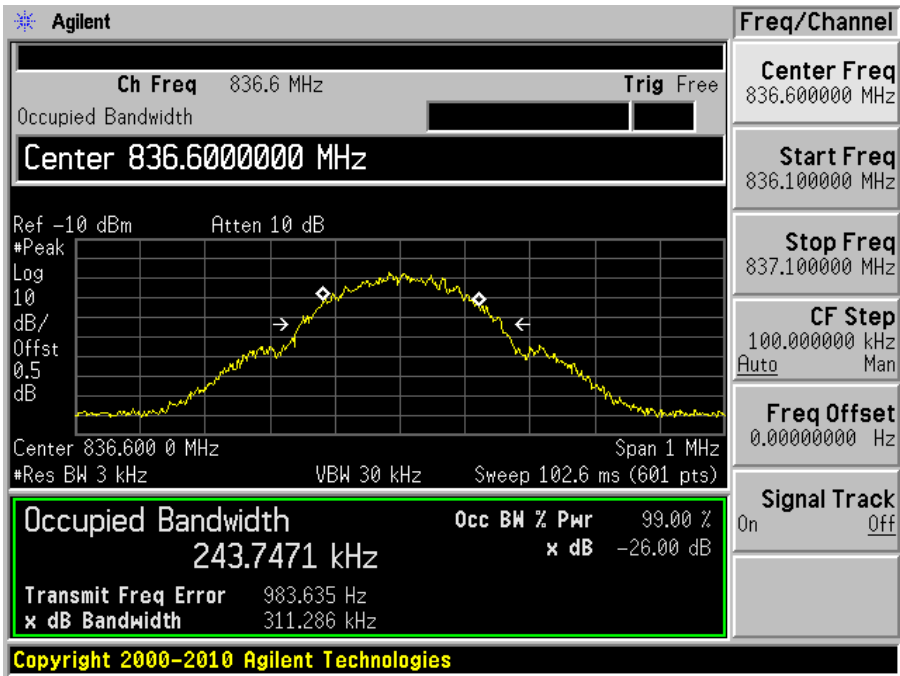 Agilent
Freq/Channel
Ch Freq 836.6 MHz Trig Free
Occupied Bandwidth
Center 836.6000000 MHz
Ref -10 dBm Atten 10 dB
#Peak
Log
10
dB/
Offst
0.5
dB
Center 836.600 0 MHz Span 1 MHz
#Res BW 3 kHz VBW 30 kHz Sweep 102.6 ms (601 pts)
Occupied Bandwidth
243.7471 kHz
Occ BW % Pwr 99.00 %
x dB -26.00 dB
Transmit Freq Error 983.635 Hz
x dB Bandwidth 311.286 kHz
Copyright 2000-2010 Agilent Technologies
Center Freq
836.600000 MHz
Start Freq
836.100000 MHz
Stop Freq
837.100000 MHz
CF Step
100.000000 kHz
Auto Man
Freq Offset
0.00000000 Hz
Signal Track
On Off